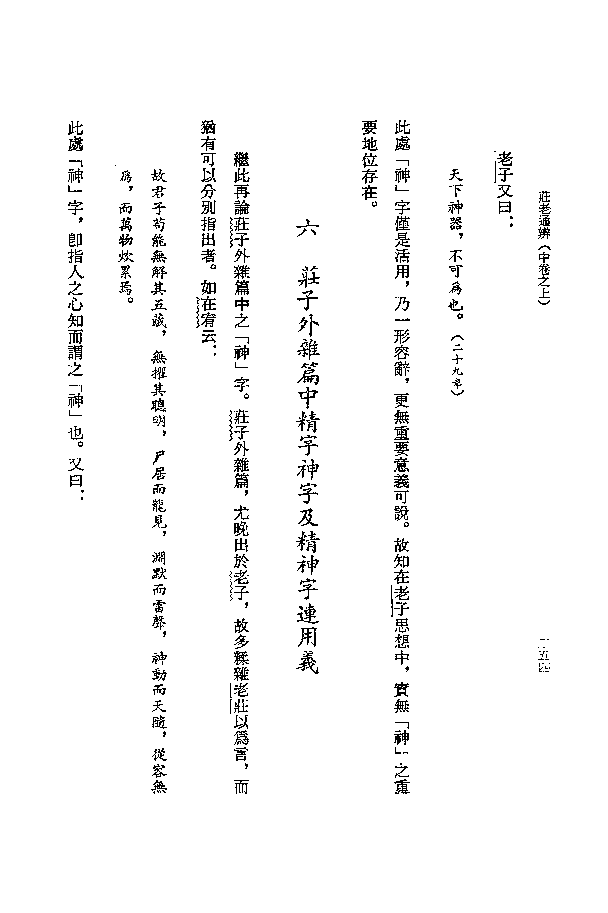 莊老通辨（中卷之上）
二五四
老子又曰：
天下神器，不可爲也。（二十九章）
此處「神」字僅是活用，乃一形容辭，更無重要意義可說。故知在老子思想中，實無「神」之重
要地位存在。
六　莊子外雜篇中精字神字及精神字連用義
繼此再論莊子外雜篇中之「神」字。莊子外雜篇，尤晚出於老子，故多糅雜老莊以爲言，而
猶有可以分別指出者。如在宥云：
故君子苟能無解其五藏，無擢其聰明，尸居而龍見，淵默而雷聲，神動而天隨，從容無
爲，而萬物炊累焉。
此處「神」字，卽指人之心知而謂之「神」也。又曰：